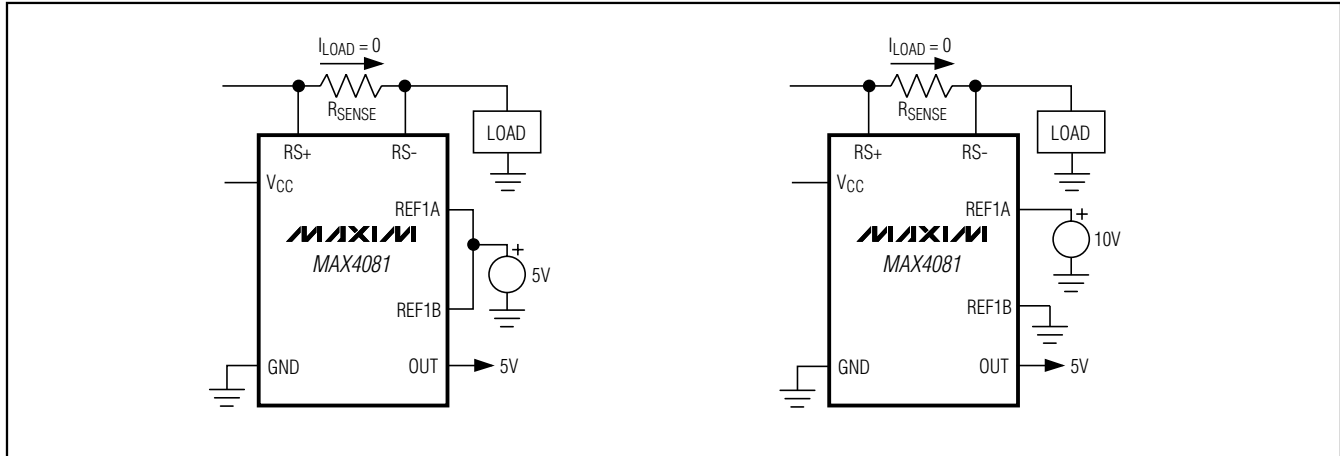 ILOAD = 0
RSENSE
LOAD
RS+ RS-
VCC
REF1A
MAXIM
MAX4081
+
5V
REF1B
GND
OUT
5V
ILOAD = 0
RSENSE
LOAD
RS+ RS-
VCC
REF1A
MAXIM
MAX4081
+
10V
REF1B
GND
OUT
5V